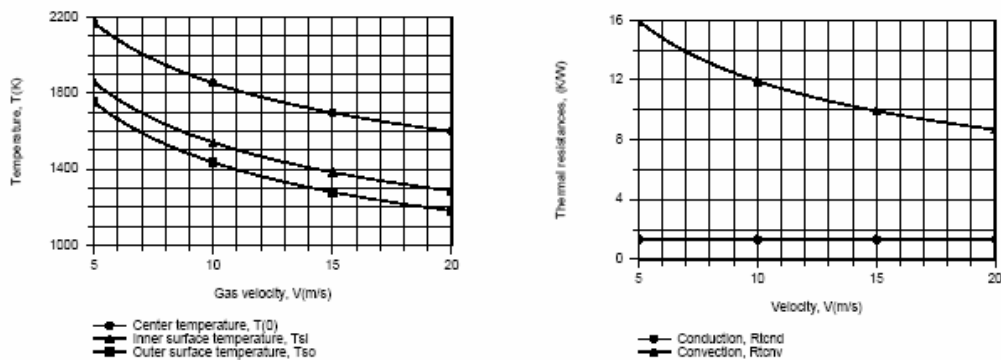 2200
1800
1400
1000
Temperature, T(K)
5
10
15
20
Gas velocity, V(m/s)
Center temperature, T(0)
Inner surface temperature, Tsi
Outer surface temperature, Tso
16
12
8
4
0
Thermal resistances, (K/W)
5
10
15
20
Velocity, V(m/s)
Conduction, Rtcnd
Convection, Rtcnv